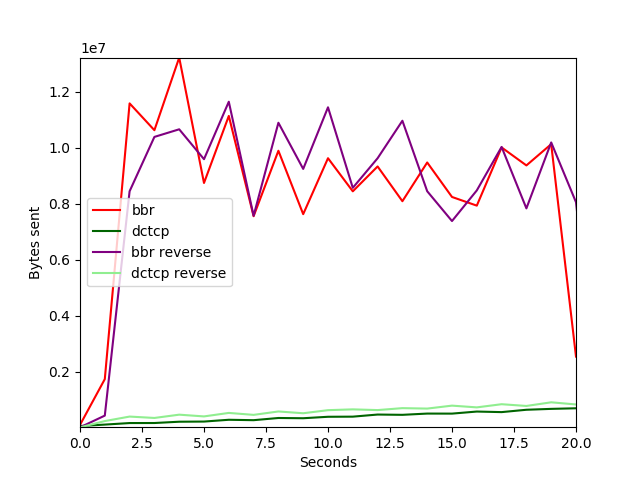 1e7
1.2
1.0
0.8
0.6
0.4
0.2
Bytes sent
bbr
dctcp
bbr reverse
dctcp reverse
0.0 2.5 5.0 7.5 10.0 12.5 15.0 17.5 20.0
Seconds